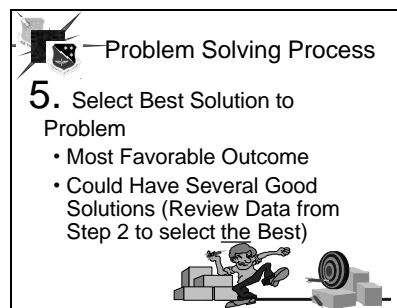 Problem Solving Process
5. Select Best Solution to
Problem
• Most Favorable Outcome
• Could Have Several Good
Solutions (Review Data from
Step 2 to select the Best)